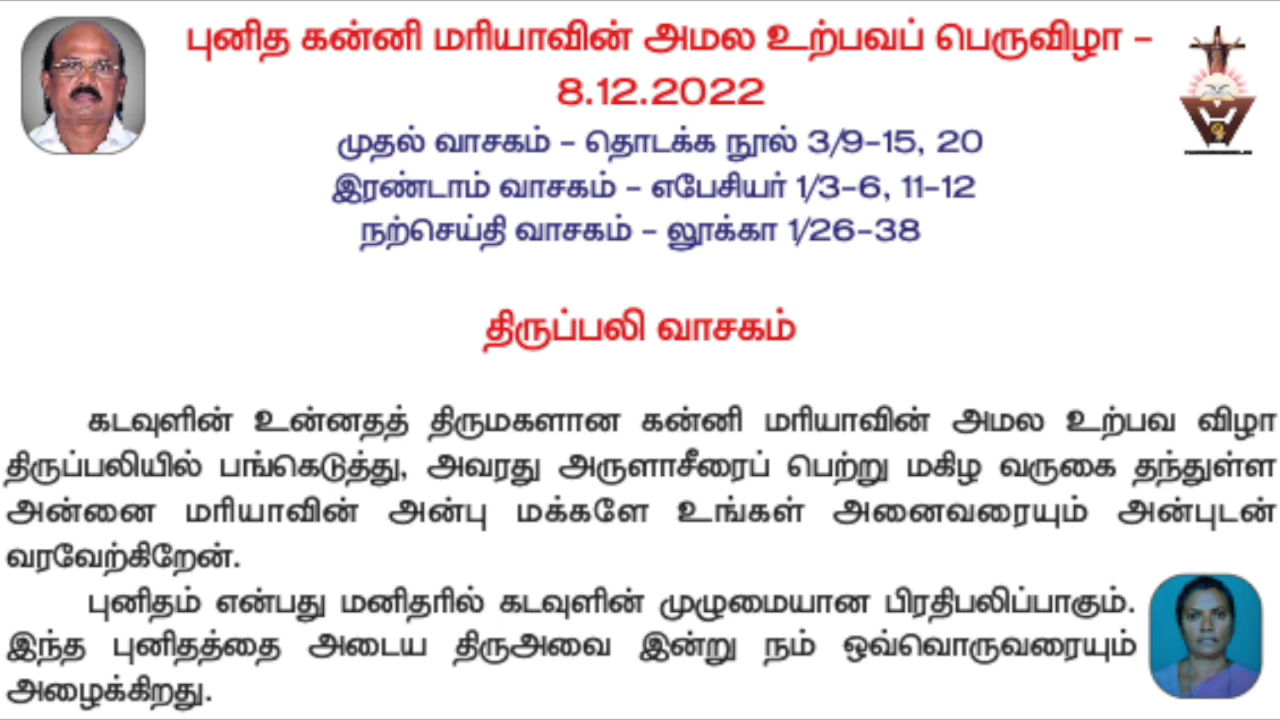 புனித கன்னி மரியாவின் அமல உற்பவப் பெருவிழா –
8.12.2022
முதல் வாசகம் – தொடக்க நூல் 3/9–15, 20
இரண்டாம் வாசகம் – எபேசியர் 1/3–6, 11–12
நற்செய்தி வாசகம் – லூக்கா 1/26–38
திருப்பலி வாசகம்
கடவுளின் உன்னதத் திருமகளான கன்னி மரியாவின் அமல உற்பவ விழா
திருப்பலியில் பங்கெடுத்து, அவரது அருளாசீரைப் பெற்று மகிழ வருகை தந்துள்ள
அன்னை மரியாவின் அன்பு மக்களே உங்கள் அனைவரையும் அன்புடன்
வரவேற்கிறேன்.
புனிதம் என்பது மனிதரில் கடவுளின் முழுமையான பிரதிபலிப்பாகும்.
இந்த புனிதத்தை அடைய திருஅவை இன்று நம் ஒவ்வொருவரையும்
அழைக்கிறது.